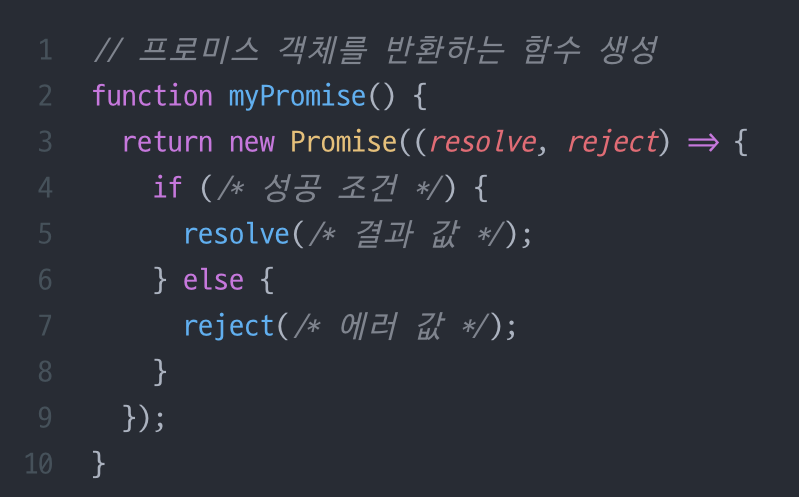 1 // 프로미스 객체를 반환하는 함수 생성
2 function myPromise() {
3   return new Promise((resolve, reject) => {
4     if (/* 성공 조건 */) {
5       resolve(/* 결과 값 */);
6     } else {
7       reject(/* 에러 값 */);
8     }
9   });
10 }